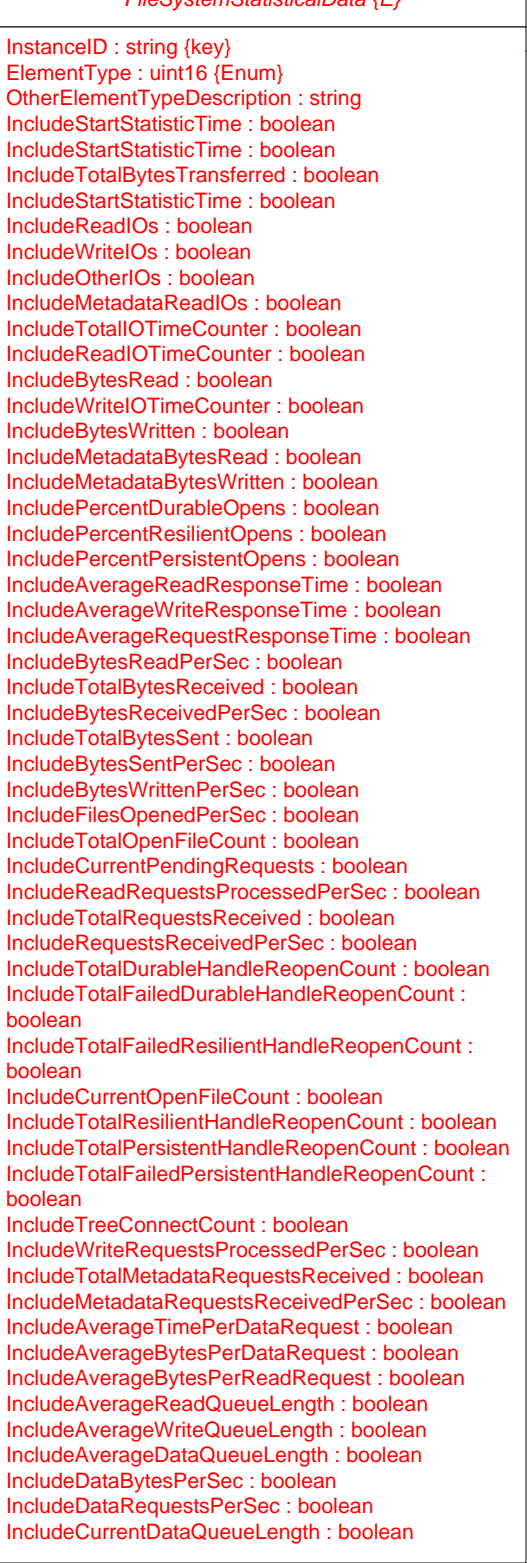 FileSystemStatisticalData {E}
InstanceID : string {key}
ElementType : uint16 {Enum}
OtherElementTypeDescription : string
IncludeStartStatisticTime : boolean
IncludeStartStatisticTime : boolean
IncludeTotalBytesTransferred : boolean
IncludeStartStatisticTime : boolean
IncludeReadIOs : boolean
IncludeWriteIOs : boolean
IncludeOtherIOs : boolean
IncludeMetadataReadIOs : boolean
IncludeTotalIOTimeCounter : boolean
IncludeReadIOTimeCounter : boolean
IncludeBytesRead : boolean
IncludeWriteIOTimeCounter : boolean
IncludeBytesWritten : boolean
IncludeMetadataBytesRead : boolean
IncludeMetadataBytesWritten : boolean
IncludePercentDurableOpens : boolean
IncludePercentResilientOpens : boolean
IncludePercentPersistentOpens : boolean
IncludeAverageReadResponseTime : boolean
IncludeAverageWriteResponseTime : boolean
IncludeAverageRequestResponseTime : boolean
IncludeBytesReadPerSec : boolean
IncludeTotalBytesReceived : boolean
IncludeBytesReceivedPerSec : boolean
IncludeTotalBytesSent : boolean
IncludeBytesSentPerSec : boolean
IncludeBytesWrittenPerSec : boolean
IncludeFilesOpenedPerSec : boolean
IncludeTotalOpenFileCount : boolean
IncludeCurrentPendingRequests : boolean
IncludeReadRequestsProcessedPerSec : boolean
IncludeTotalRequestsReceived : boolean
IncludeRequestsReceivedPerSec : boolean
IncludeTotalDurableHandleReopenCount : boolean
IncludeTotalFailedDurableHandleReopenCount :
boolean
IncludeTotalFailedResilientHandleReopenCount :
boolean
IncludeCurrentOpenFileCount : boolean
IncludeTotalResilientHandleReopenCount : boolean
IncludeTotalPersistentHandleReopenCount : boolean
IncludeTotalFailedPersistentHandleReopenCount :
boolean
IncludeTreeConnectCount : boolean
IncludeWriteRequestsProcessedPerSec : boolean
IncludeTotalMetadataRequestsReceived : boolean
IncludeMetadataRequestsReceivedPerSec : boolean
IncludeAverageTimePerDataRequest : boolean
IncludeAverageBytesPerDataRequest : boolean
IncludeAverageBytesPerReadRequest : boolean
IncludeAverageReadQueueLength : boolean
IncludeAverageWriteQueueLength : boolean
IncludeAverageDataQueueLength : boolean
IncludeDataBytesPerSec : boolean
IncludeDataRequestsPerSec : boolean
IncludeCurrentDataQueueLength : boolean